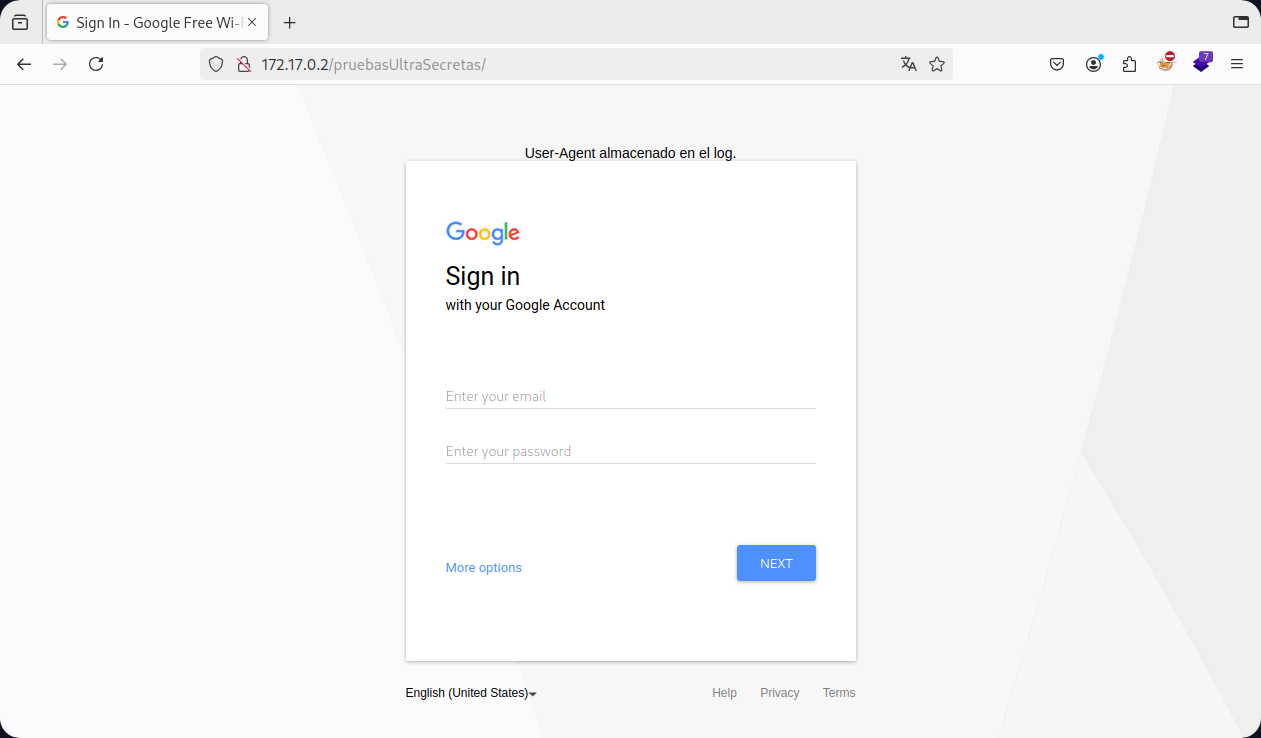 Sign In - Google Free Wi-F
172.17.0.2/pruebasUltraSecretas/
7
User-Agent almacenado en el log.
Google
Sign in
with your Google Account
Enter your email
Enter your password
More options
NEXT
English (United States)
Help
Privacy
Terms